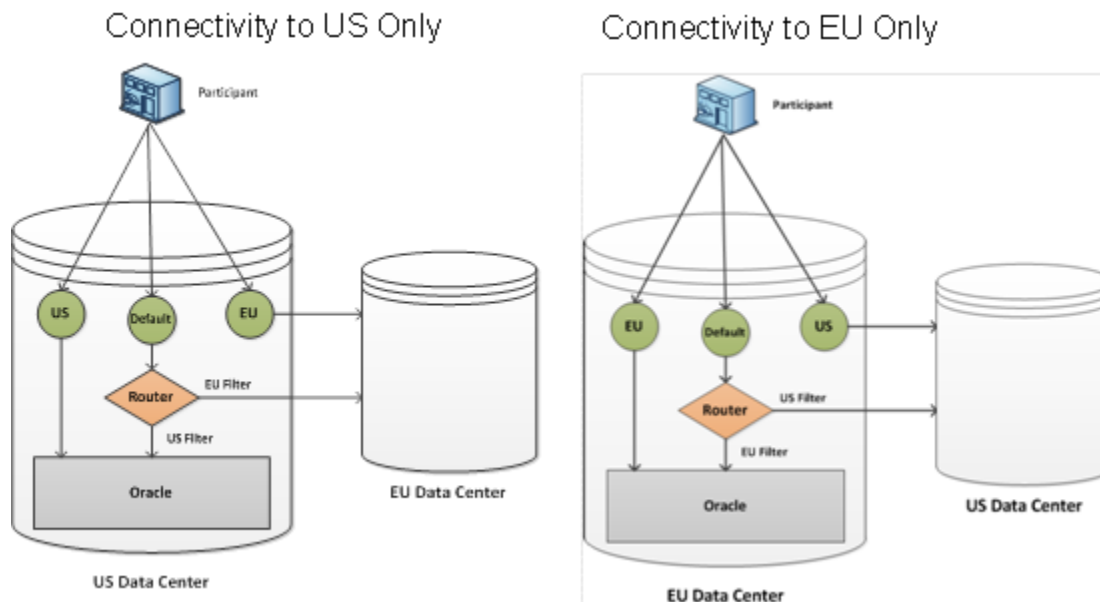 Connectivity to US Only
Participant
US
Default
EU
Router
EU Filter
US Filter
Oracle
EU Data Center
US Data Center
Connectivity to EU Only
Participant
EU
Default
US
Router
US Filter
EU Filter
Oracle
US Data Center
EU Data Center